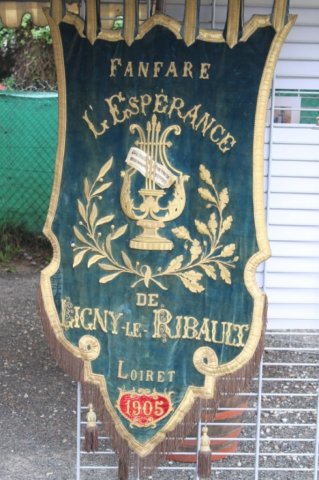 FANFARE
L'ESPÉRANCE
DE
LIGNY-LE-RIBAULT
LOIRET
1905